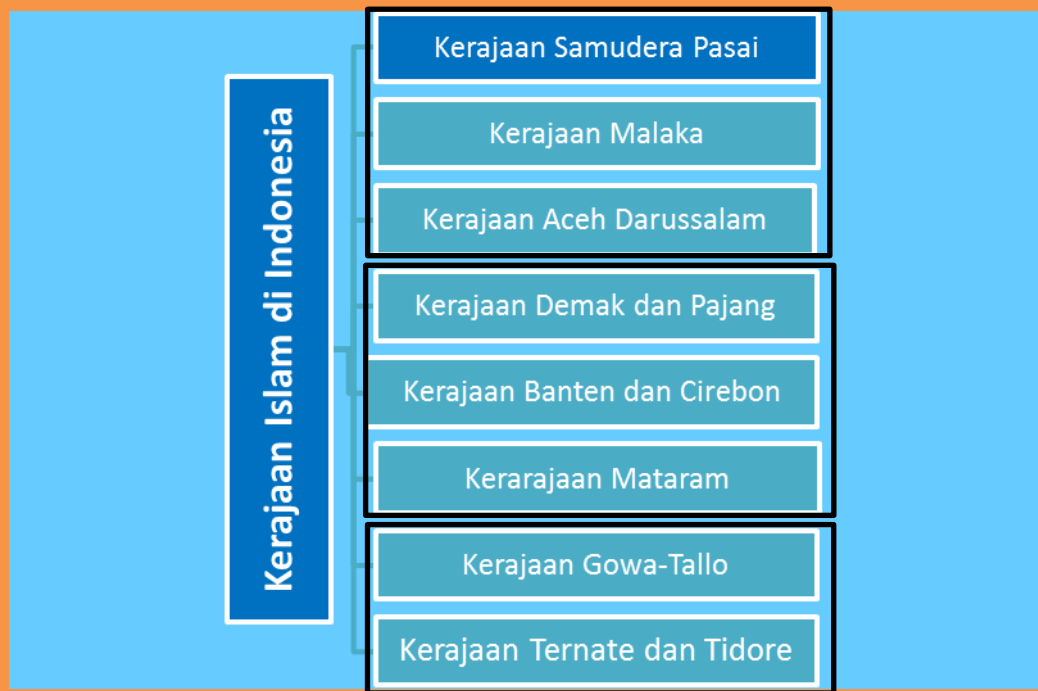 Kerajaan Islam di Indonesia
Kerajaan Samudera Pasai
Kerajaan Malaka
Kerajaan Aceh Darussalam
Kerajaan Demak dan Pajang
Kerajaan Banten dan Cirebon
Kerarajaan Mataram
Kerajaan Gowa-Tallo
Kerajaan Ternate dan Tidore